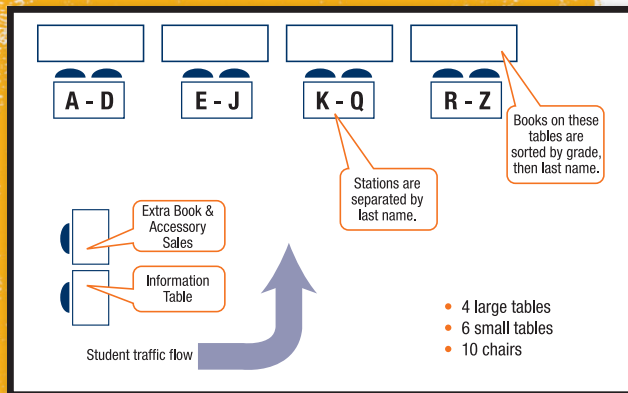 A - D
E - J
K - Q
R - Z
Books on these
tables are
sorted by grade,
then last name.
Stations are
separated by
last name.
Extra Book &
Accessory
Sales
Information
Table
Student traffic flow
• 4 large tables
• 6 small tables
• 10 chairs